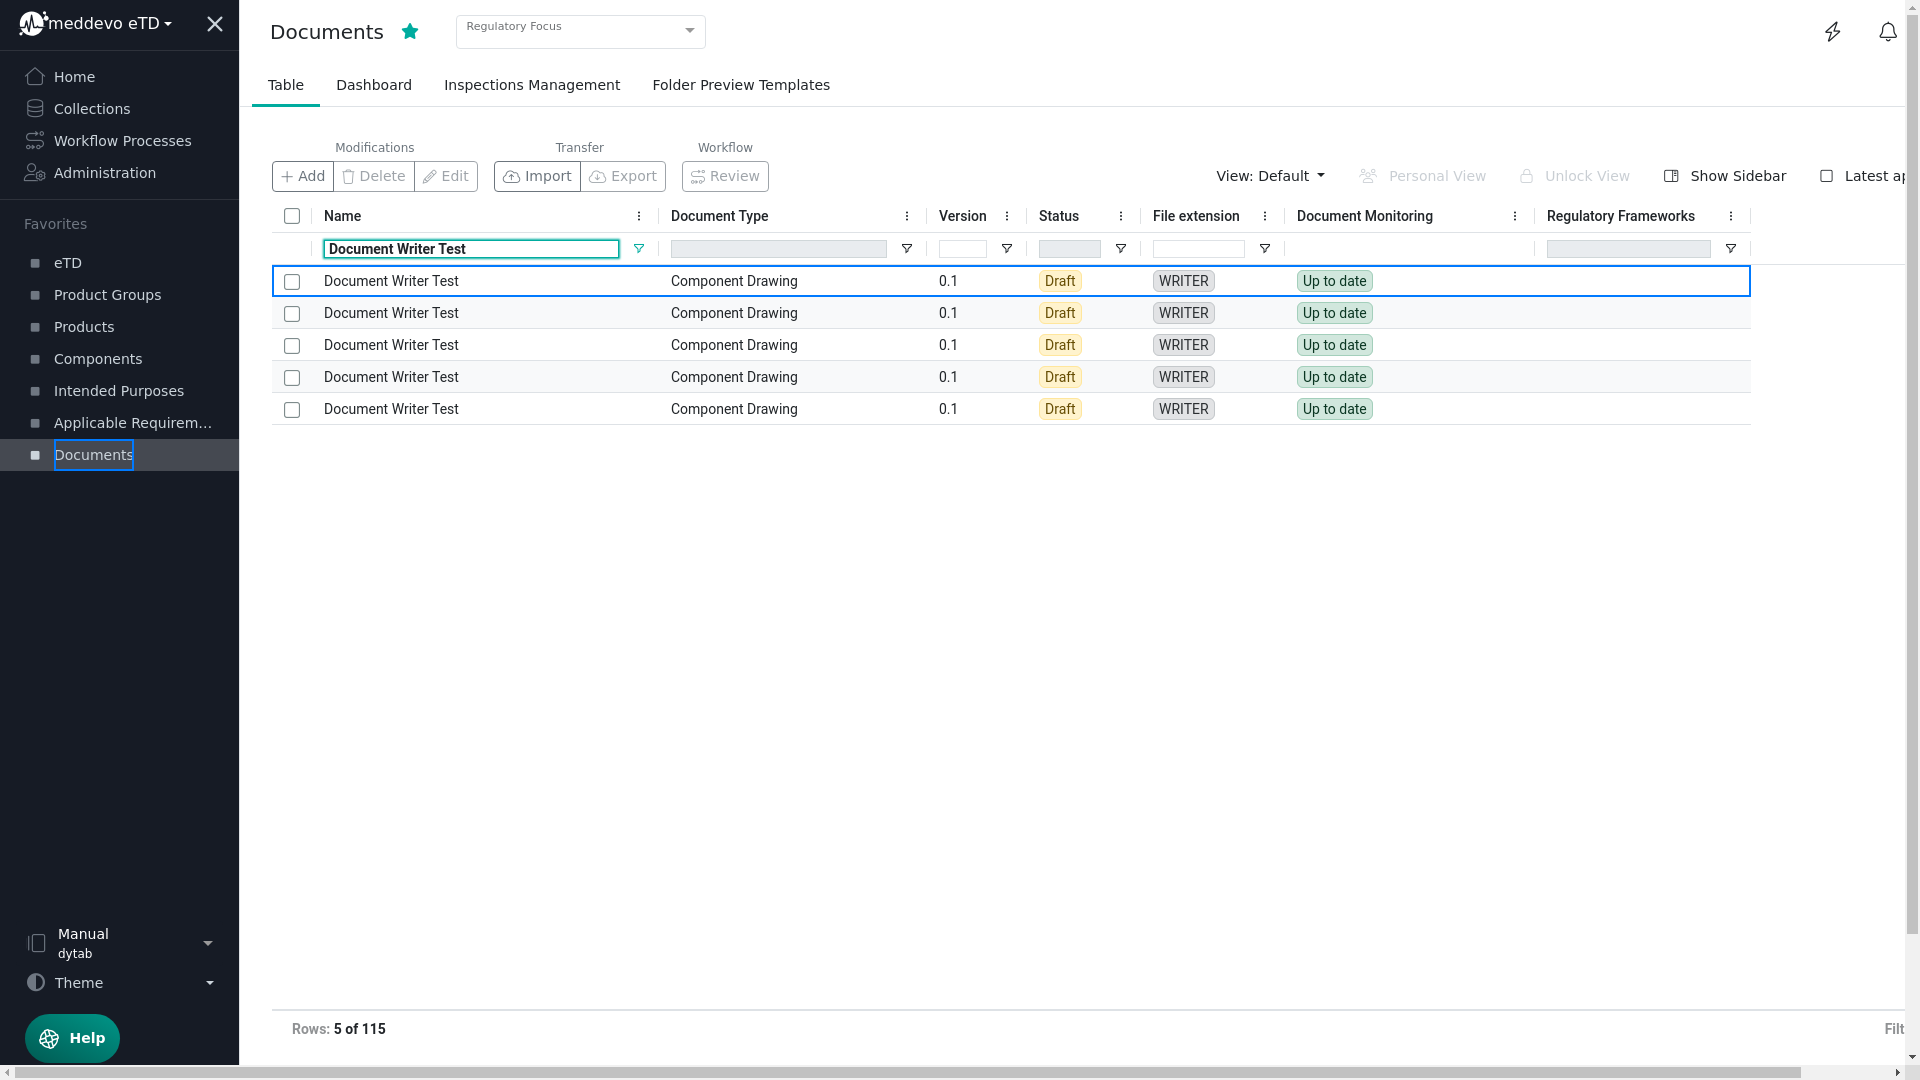 meddevo eTD
Home
Collections
Workflow Processes
Administration
Favorites
eTD
Product Groups
Products
Components
Intended Purposes
Applicable Requirem...
Documents
Manual
dytab
Theme
Help
Documents
Regulatory Focus
Table Dashboard Inspections Management Folder Preview Templates
Modifications Transfer Workflow
Add Delete Edit Import Export Review View: Default Personal View Unlock View Show Sidebar Latest ap
Name Document Type Version Status File extension Document Monitoring Regulatory Frameworks
Document Writer Test
Document Writer Test Component Drawing 0.1 Draft WRITER Up to date
Document Writer Test Component Drawing 0.1 Draft WRITER Up to date
Document Writer Test Component Drawing 0.1 Draft WRITER Up to date
Document Writer Test Component Drawing 0.1 Draft WRITER Up to date
Document Writer Test Component Drawing 0.1 Draft WRITER Up to date
Rows: 5 of 115 Filt